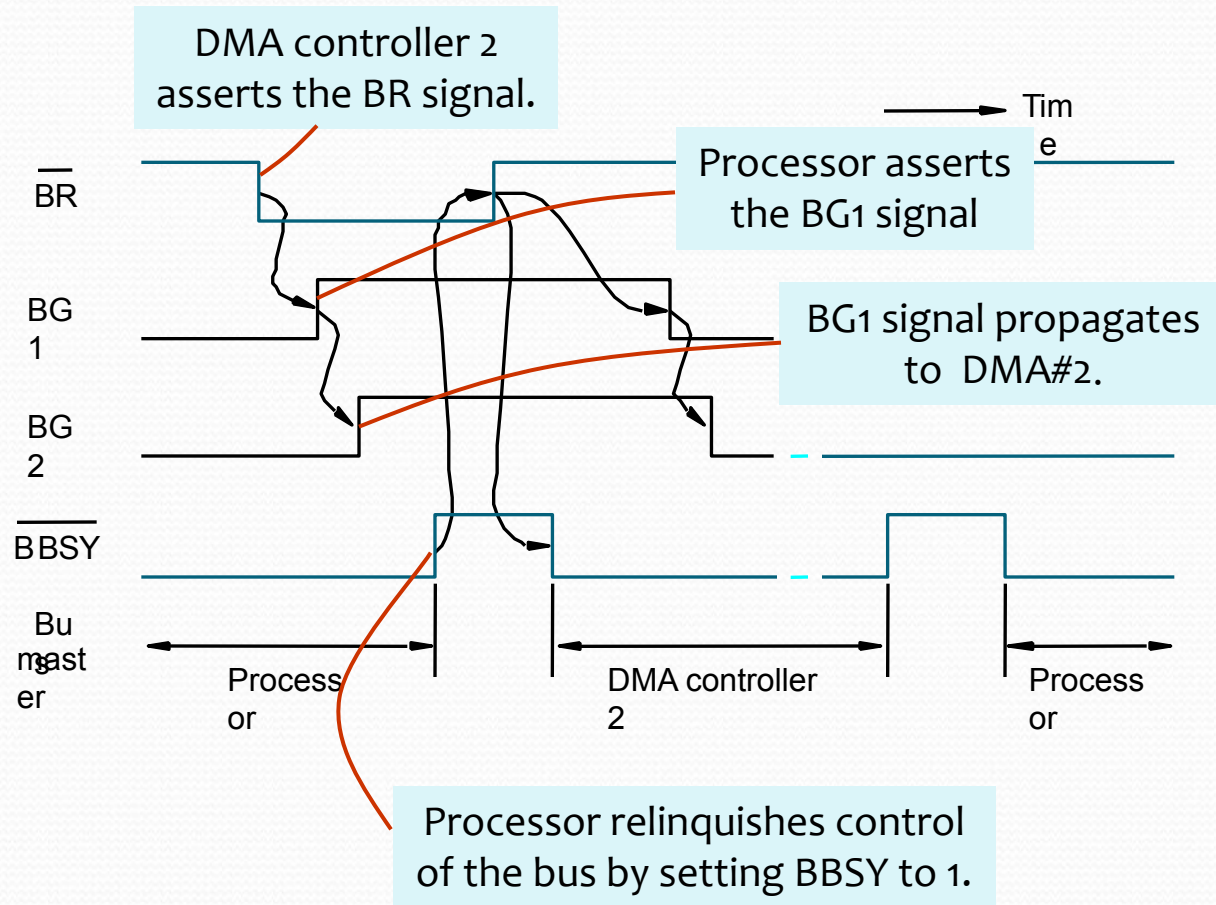 DMA controller 2
asserts the BR signal.
Tim
e
Processor asserts
the BG1 signal
BR
BG
1
BG1 signal propagates
to DMA#2.
BG
2
BBSY
Bu
s
mast
er
Process
or
DMA controller
2
Process
or
Processor relinquishes control
of the bus by setting BBSY to 1.